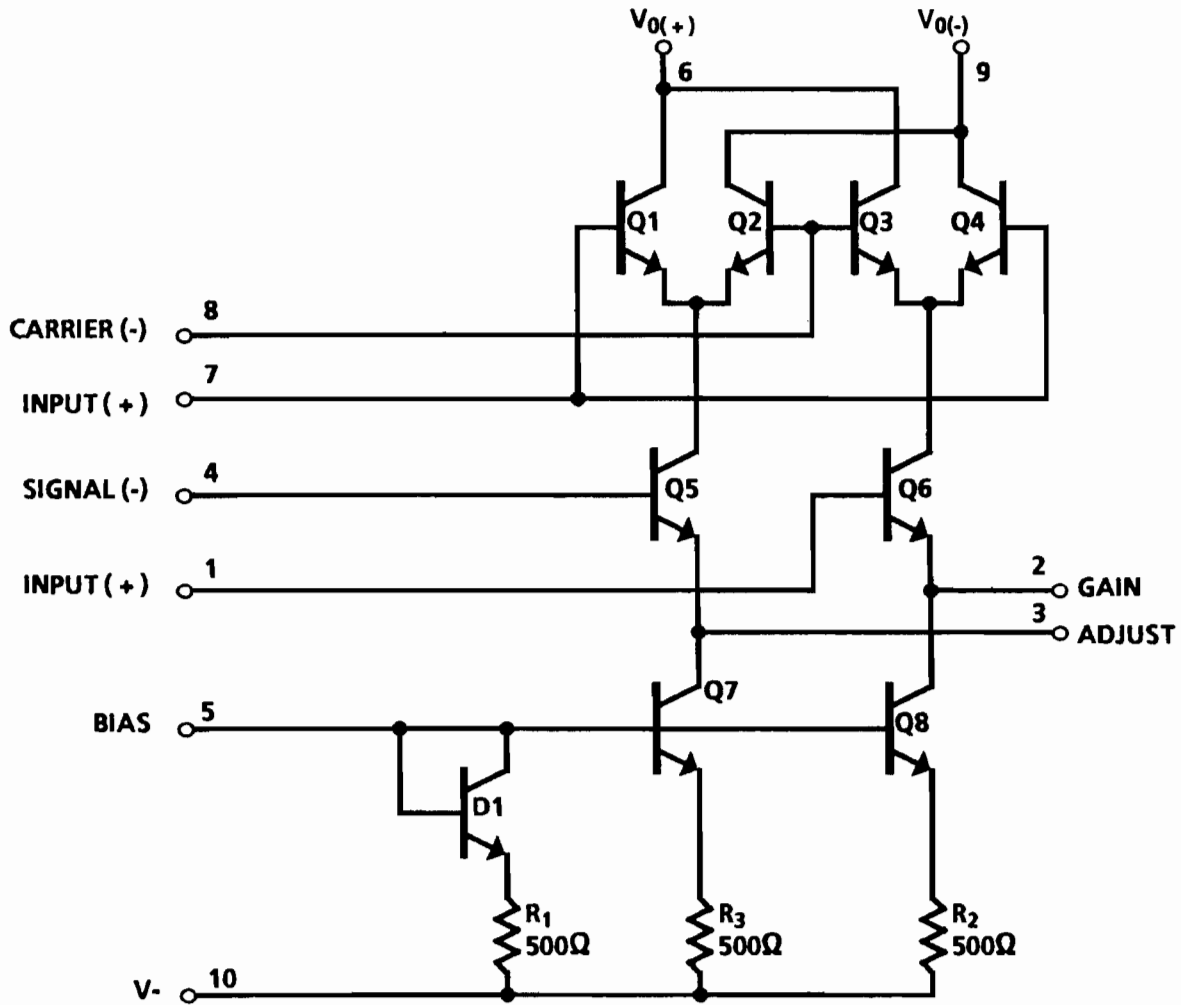 V0(+) V0(-)
6 9
Q1 Q2 Q3 Q4
8
CARRIER (-)
7
INPUT (+)
4
SIGNAL (-) Q5 Q6
1 2
INPUT (+) GAIN
3
ADJUST
5 Q7
BIAS Q8
D1
R1 R3 R2
500Ω 500Ω 500Ω
10
V-